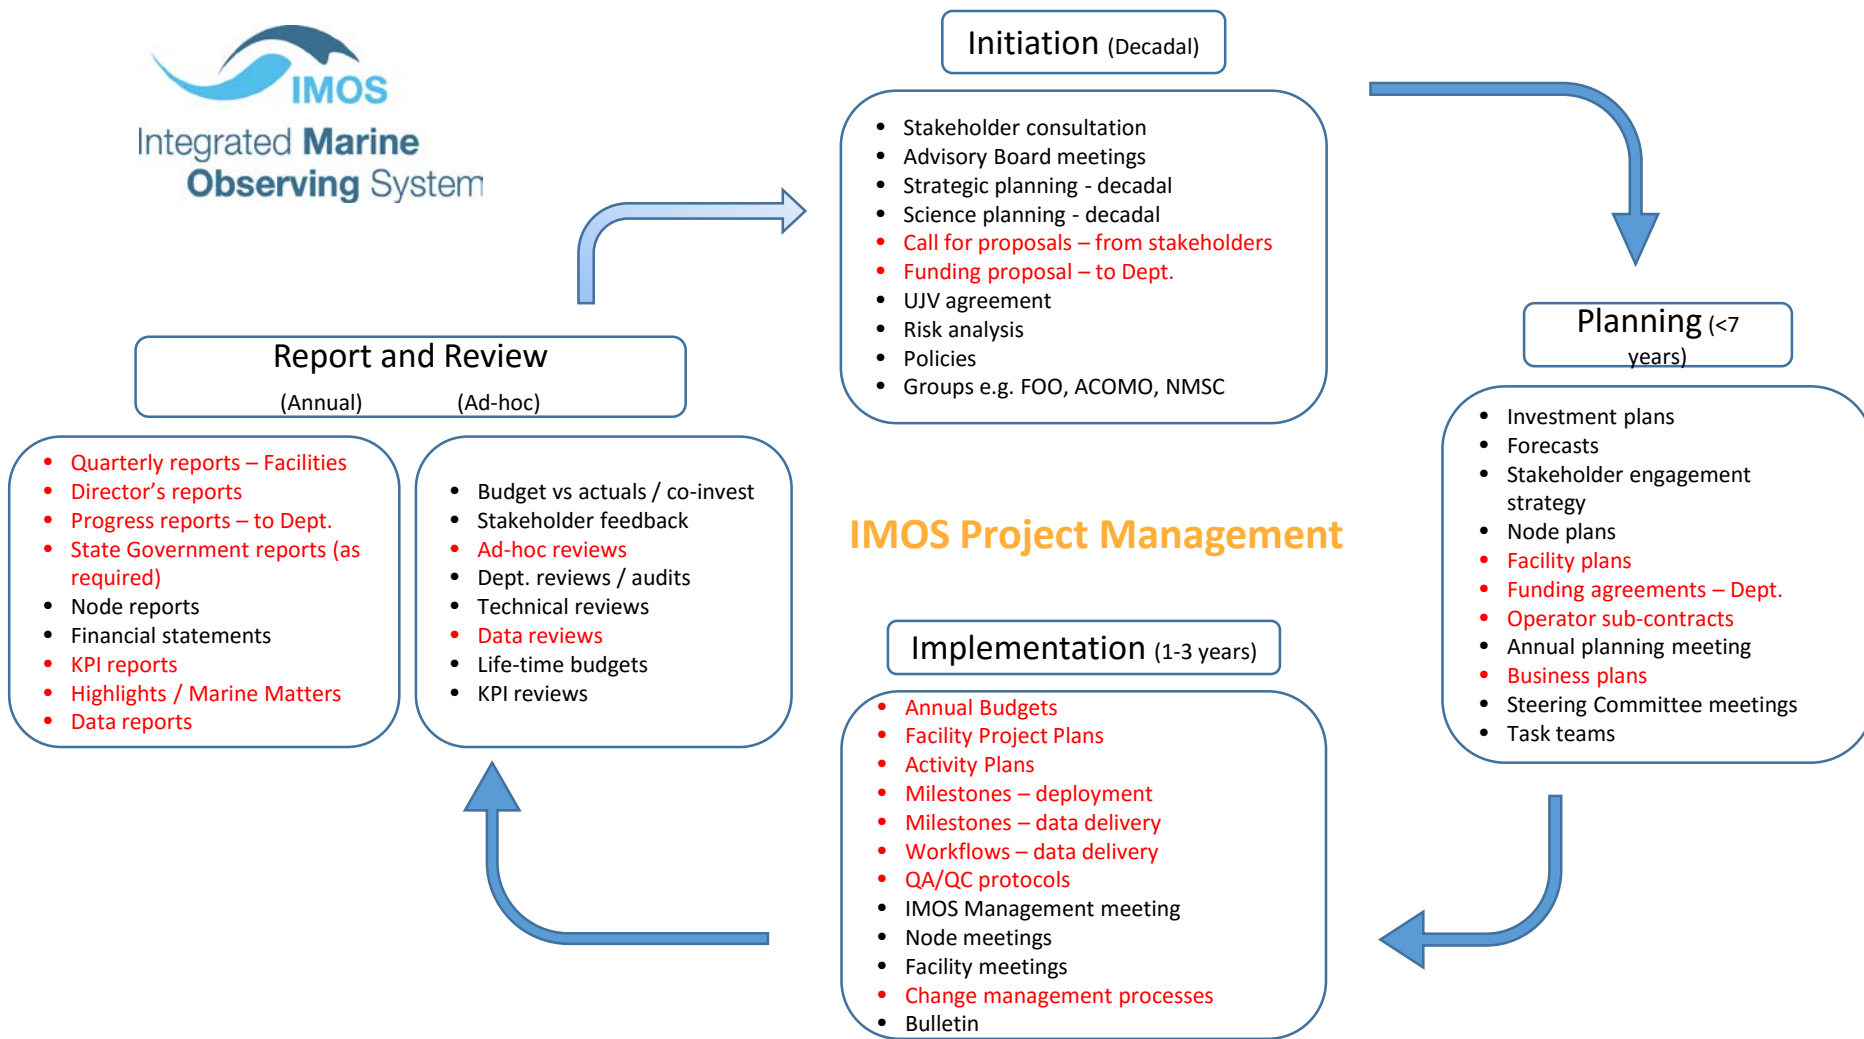 IMOS
Integrated Marine
Observing System
Initiation (Decadal)
• Stakeholder consultation
• Advisory Board meetings
• Strategic planning - decadal
• Science planning - decadal
• Call for proposals – from stakeholders
• Funding proposal – to Dept.
• UJV agreement
• Risk analysis
• Policies
• Groups e.g. FOO, ACOMO, NMSC
Planning (<7
years)
• Investment plans
• Forecasts
• Stakeholder engagement
strategy
• Node plans
• Facility plans
• Funding agreements – Dept.
• Operator sub-contracts
• Annual planning meeting
• Business plans
• Steering Committee meetings
• Task teams
IMOS Project Management
Implementation (1-3 years)
• Annual Budgets
• Facility Project Plans
• Activity Plans
• Milestones – deployment
• Milestones – data delivery
• Workflows – data delivery
• QA/QC protocols
• IMOS Management meeting
• Node meetings
• Facility meetings
• Change management processes
• Bulletin
Report and Review
(Annual) (Ad-hoc)
• Quarterly reports – Facilities
• Director’s reports
• Progress reports – to Dept.
• State Government reports (as
required)
• Node reports
• Financial statements
• KPI reports
• Highlights / Marine Matters
• Data reports
• Budget vs actuals / co-invest
• Stakeholder feedback
• Ad-hoc reviews
• Dept. reviews / audits
• Technical reviews
• Data reviews
• Life-time budgets
• KPI reviews